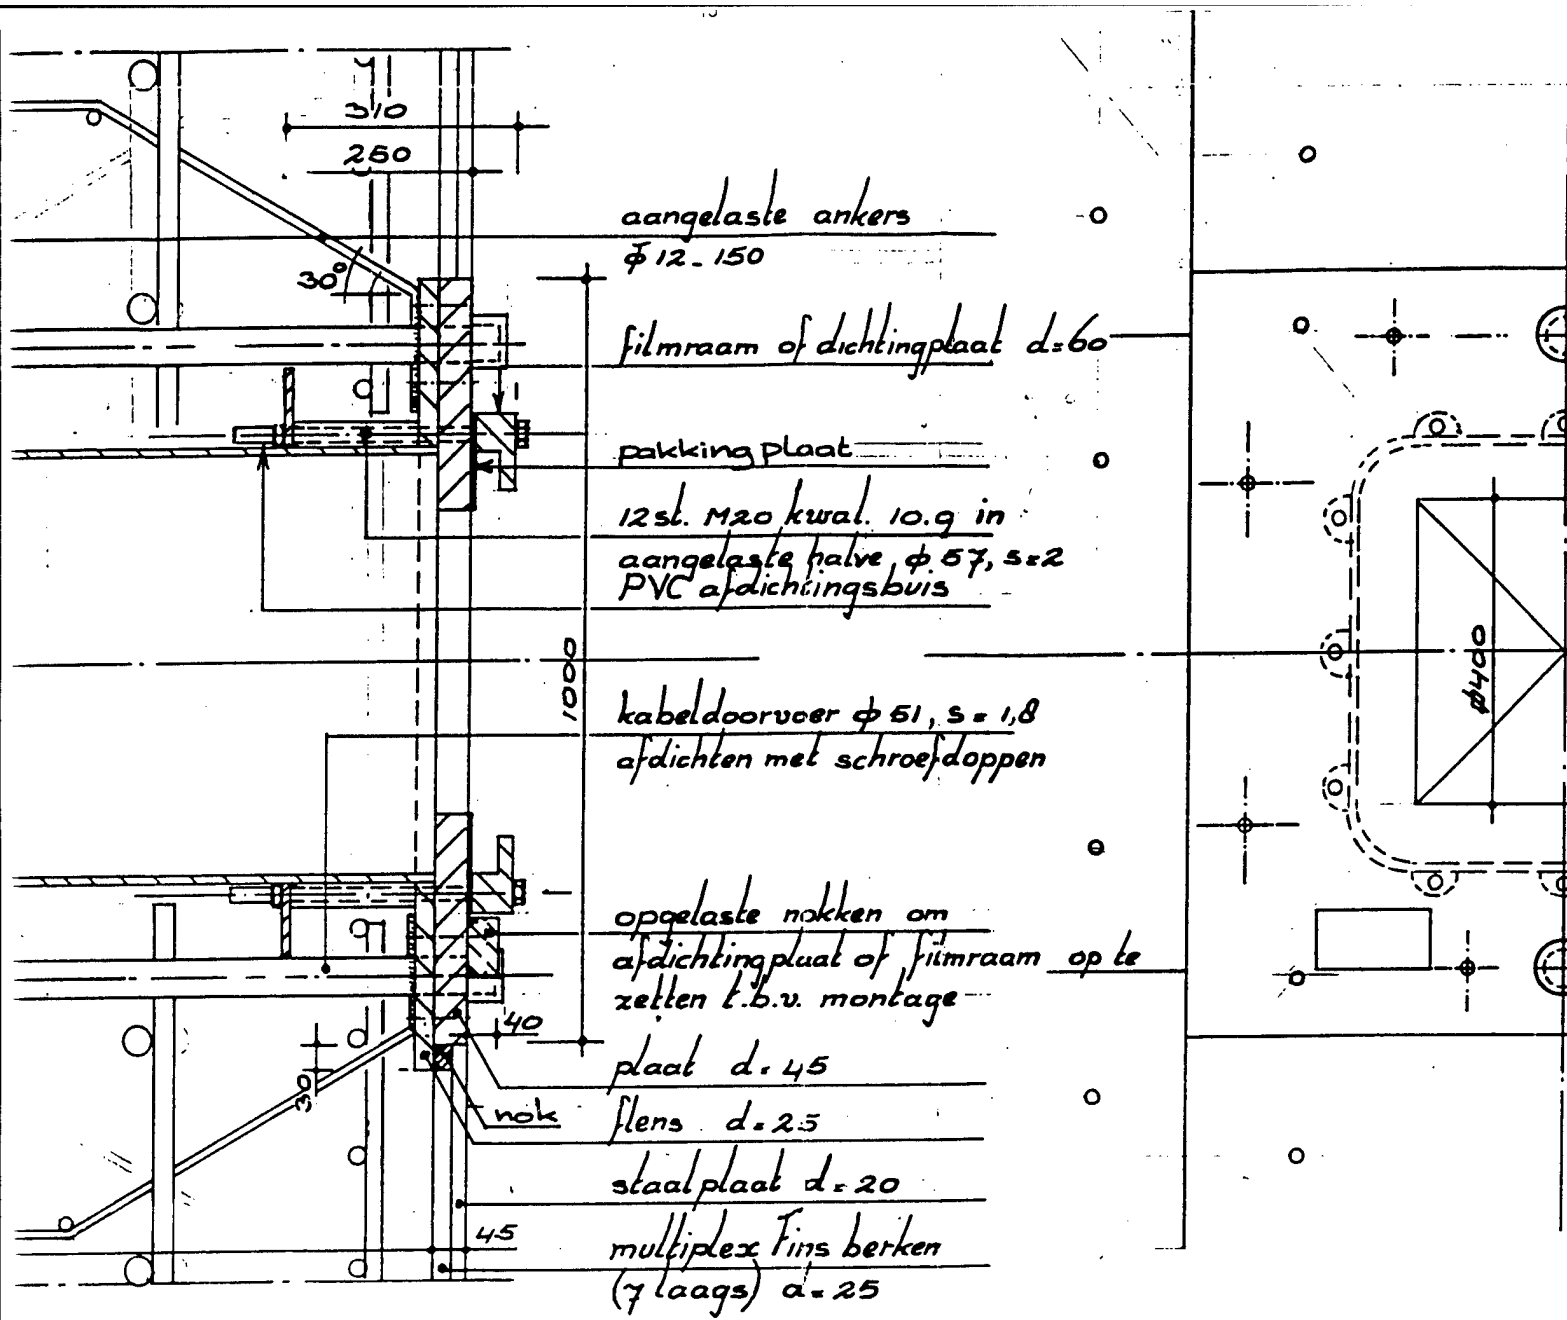 310
250
aangelaste ankers
ϕ 12 - 150
30°
filmraam of dichtingplaat d=60
pakking plaat
12 st. M20 kwal. 10.9 in
aangelaste halve ϕ 57, s=2
PVC afdichtingsbuis
1000
ϕ400
kabeldoorvoer ϕ 51, s = 1,8
afdichten met schroefdoppen
opgelaste nokken om
afdichtingplaat of filmraam op te
zetten t.b.v. montage
40
30
plaat d = 45
nok
flens d = 25
staalplaat d = 20
45
multiplex Fins berken
(7 laags) d = 25